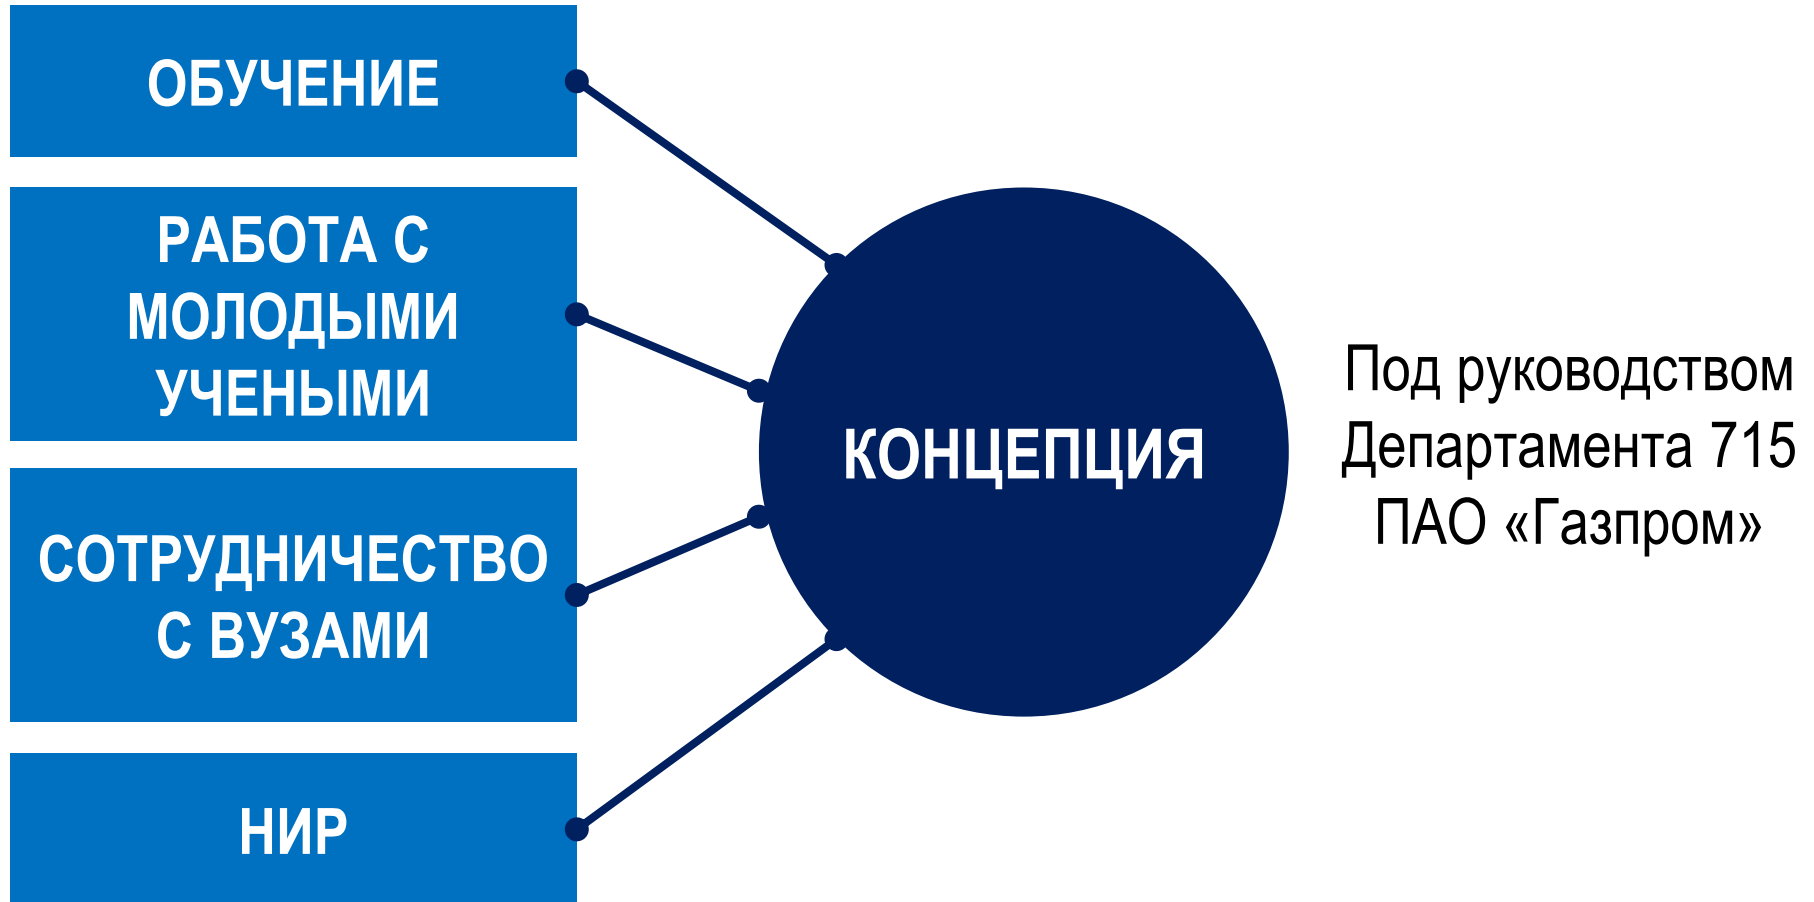 ОБУЧЕНИЕ
РАБОТА С
МОЛОДЫМИ
УЧЕНЫМИ
СОТРУДНИЧЕСТВО
С ВУЗАМИ
НИР
КОНЦЕПЦИЯ
Под руководством
Департамента 715
ПАО «Газпром»